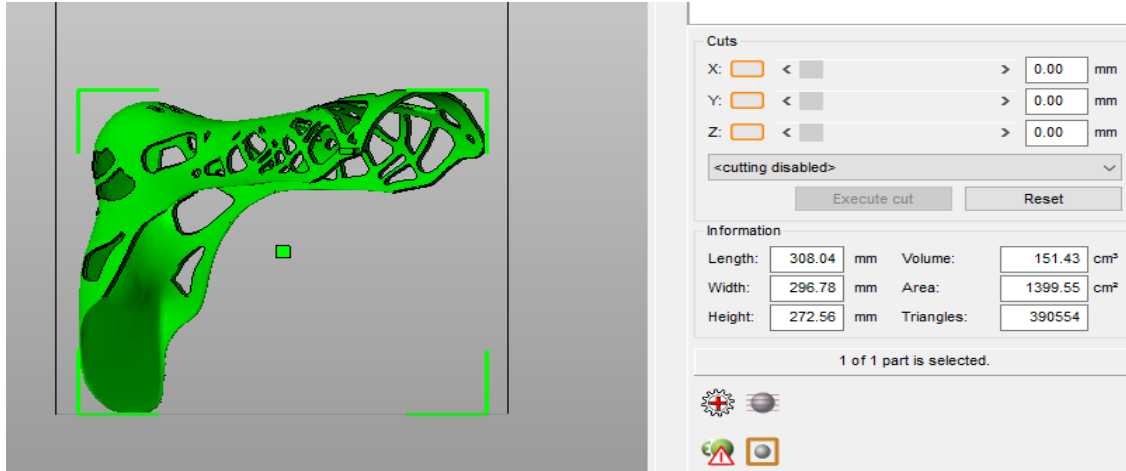 Cuts
X: < > 0.00 mm
Y: < > 0.00 mm
Z: < > 0.00 mm
<cutting disabled>
Execute cut Reset
Information
Length: 308.04 mm Volume: 151.43 cm³
Width: 296.78 mm Area: 1399.55 cm²
Height: 272.56 mm Triangles: 390554
1 of 1 part is selected.